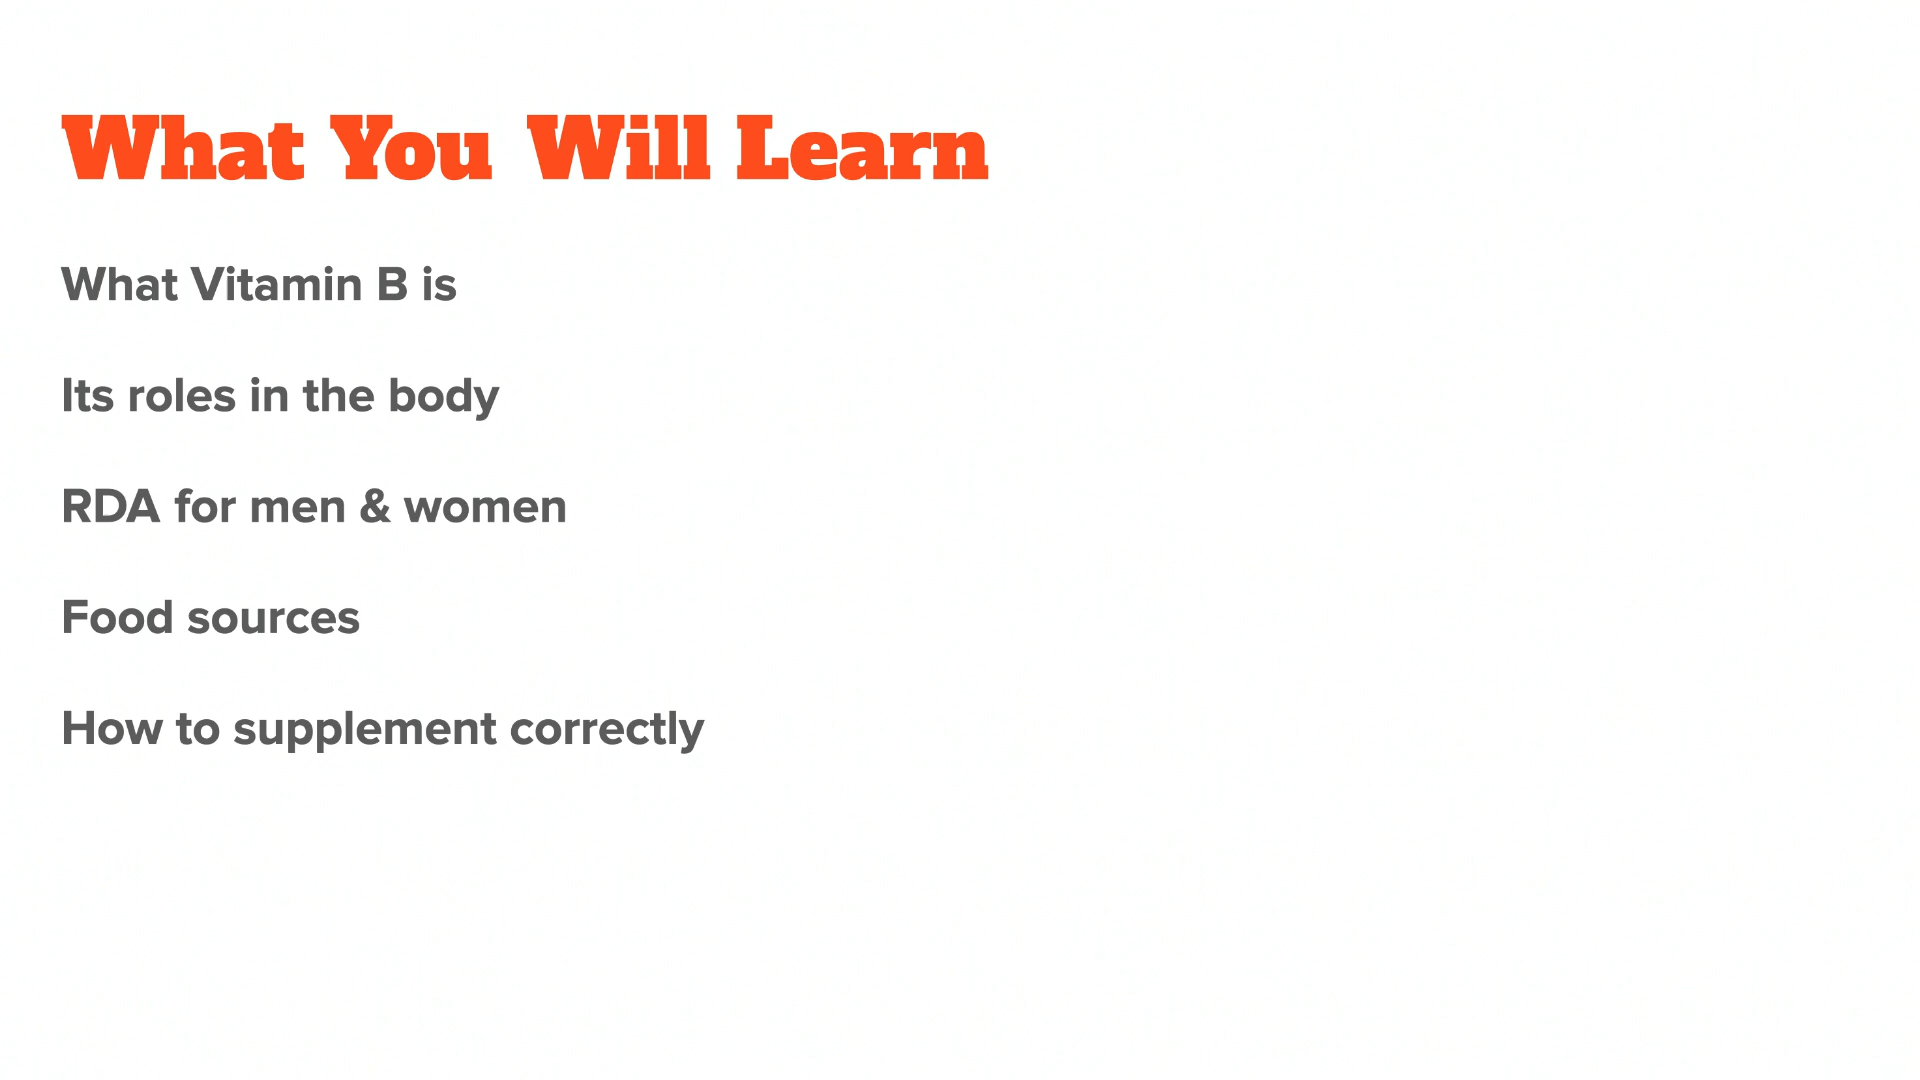 What You Will Learn
What Vitamin B is
Its roles in the body
RDA for men & women
Food sources
How to supplement correctly